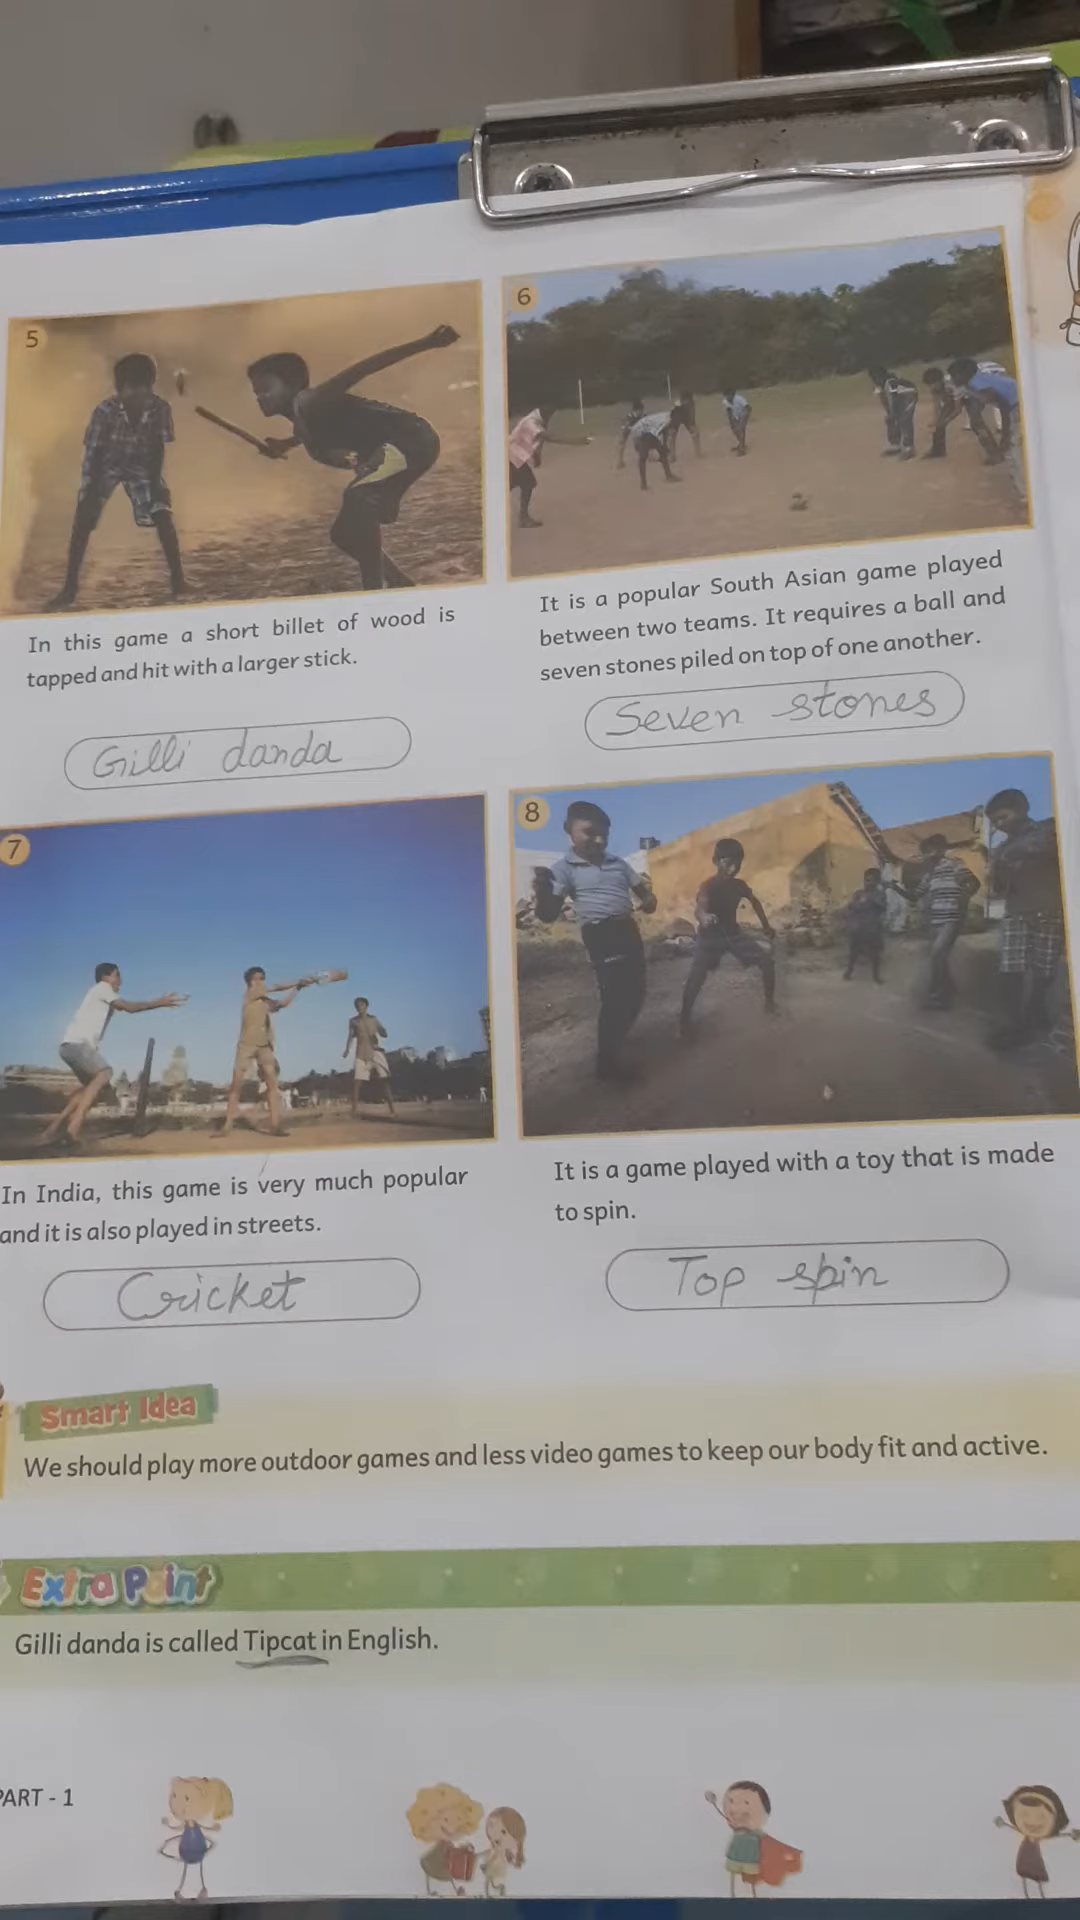 5
6
In this game a short billet of wood is
tapped and hit with a larger stick.
Gilli danda
It is a popular South Asian game played
between two teams. It requires a ball and
seven stones piled on top of one another.
Seven stones
7
8
In India, this game is very much popular
and it is also played in streets.
Cricket
It is a game played with a toy that is made
to spin.
Top spin
Smart Idea
We should play more outdoor games and less video games to keep our body fit and active.
Extra Point
Gilli danda is called Tipcat in English.
PART - 1